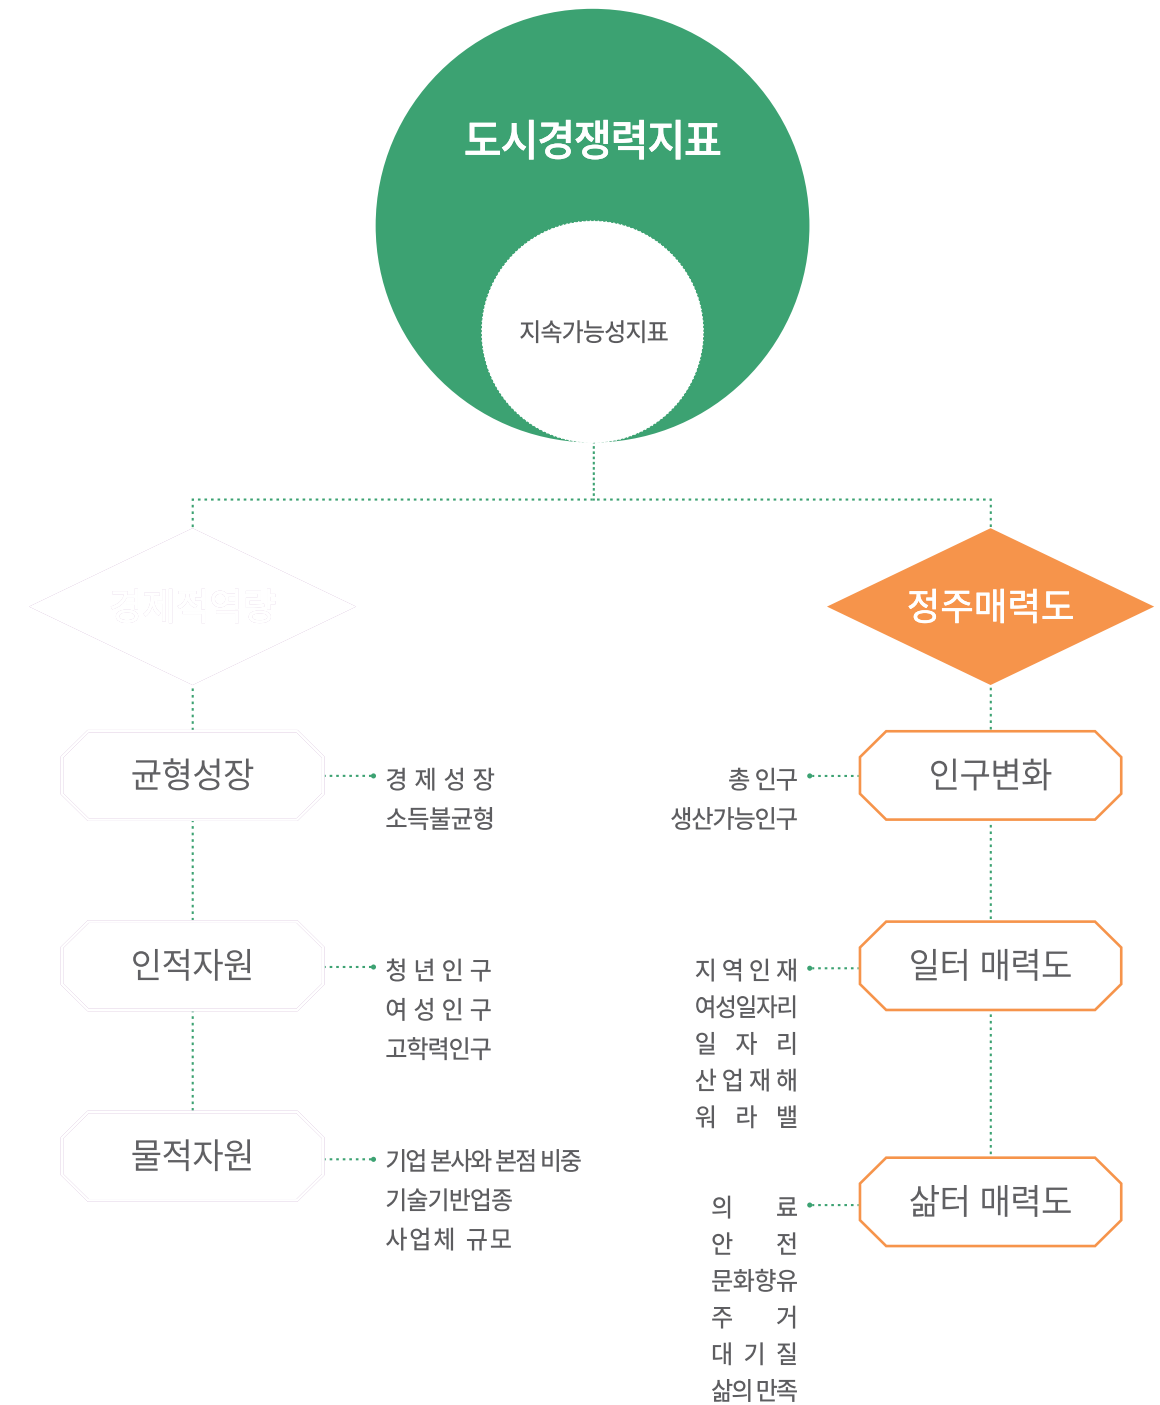 도시경쟁력지표
지속가능성지표
경제적역량
균형성장
경 제 성 장
소득불균형
인적자원
청 년 인 구
여 성 인 구
고학력인구
물적자원
기업 본사와 본점 비중
기술기반업종
사업체 규모
정주매력도
인구변화
총 인구
생산가능인구
일터 매력도
지 역 인 재
여성일자리
일 자 리
산 업 재 해
워 라 밸
삶터 매력도
의 료
안 전
문화향유
주 거
대 기 질
삶의 만족